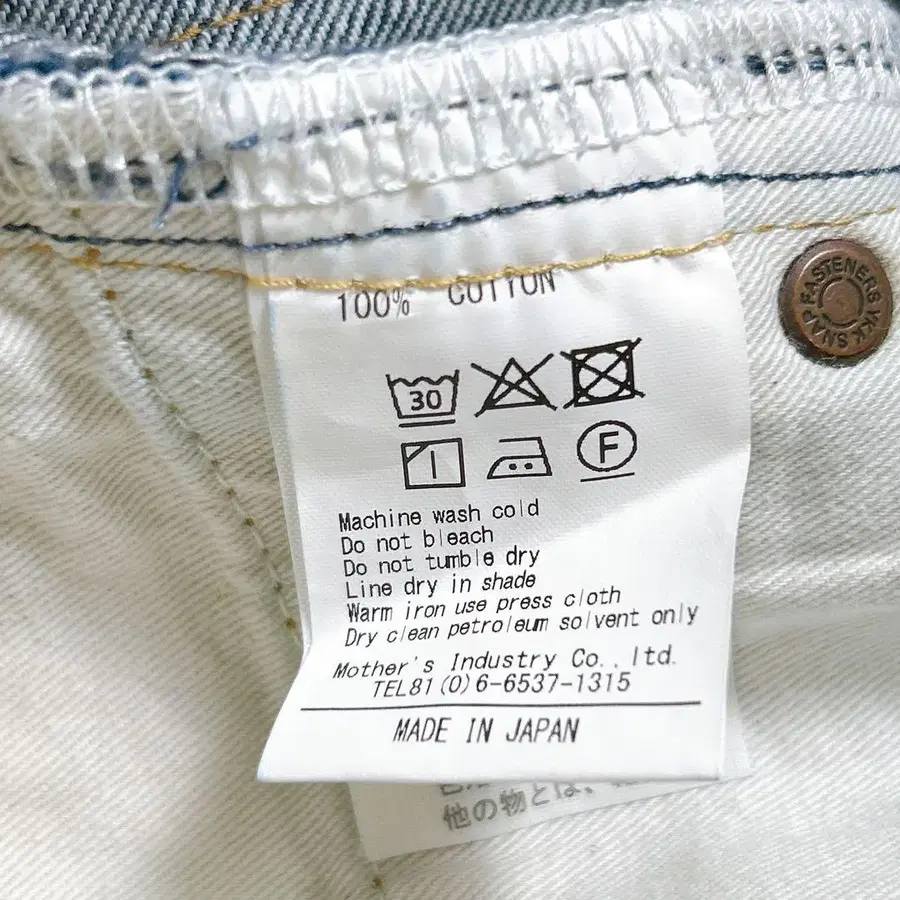 100% COTTON
30
F
Machine wash cold
Do not bleach
Do not tumble dry
Line dry in shade
Warm iron use press cloth
Dry clean petroleum solvent only
Mother's Industry Co., ltd.
TEL81(0)6-6537-1315
MADE IN JAPAN
他の物とは、
YKK SNAP FASTENERS